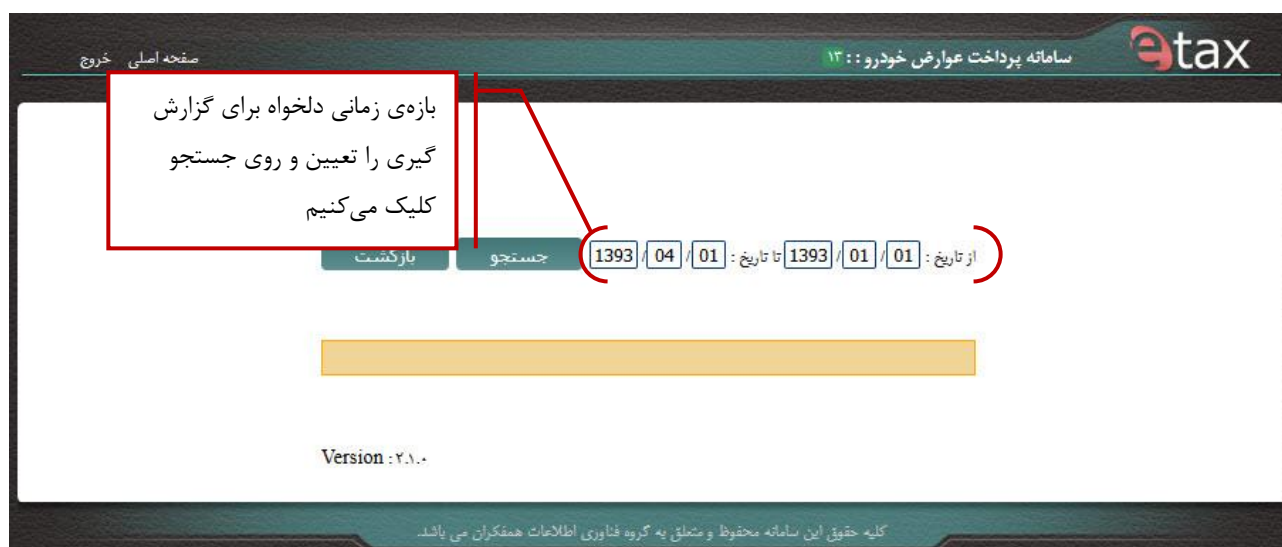 etax
سامانه پرداخت عوارض خودرو : : ۱۳
صفحه اصلی خروج
بازه‌ی زمانی دلخواه برای گزارش
گیری را تعیین و روی جستجو
کلیک می‌کنیم
از تاریخ : 01 / 01 / 1393 تا تاریخ : 01 / 04 / 1393 جستجو بازگشت
Version : ۲.۱.۰
کلیه حقوق این سامانه محفوظ و متعلق به گروه فناوری اطلاعات همفکران می باشد.